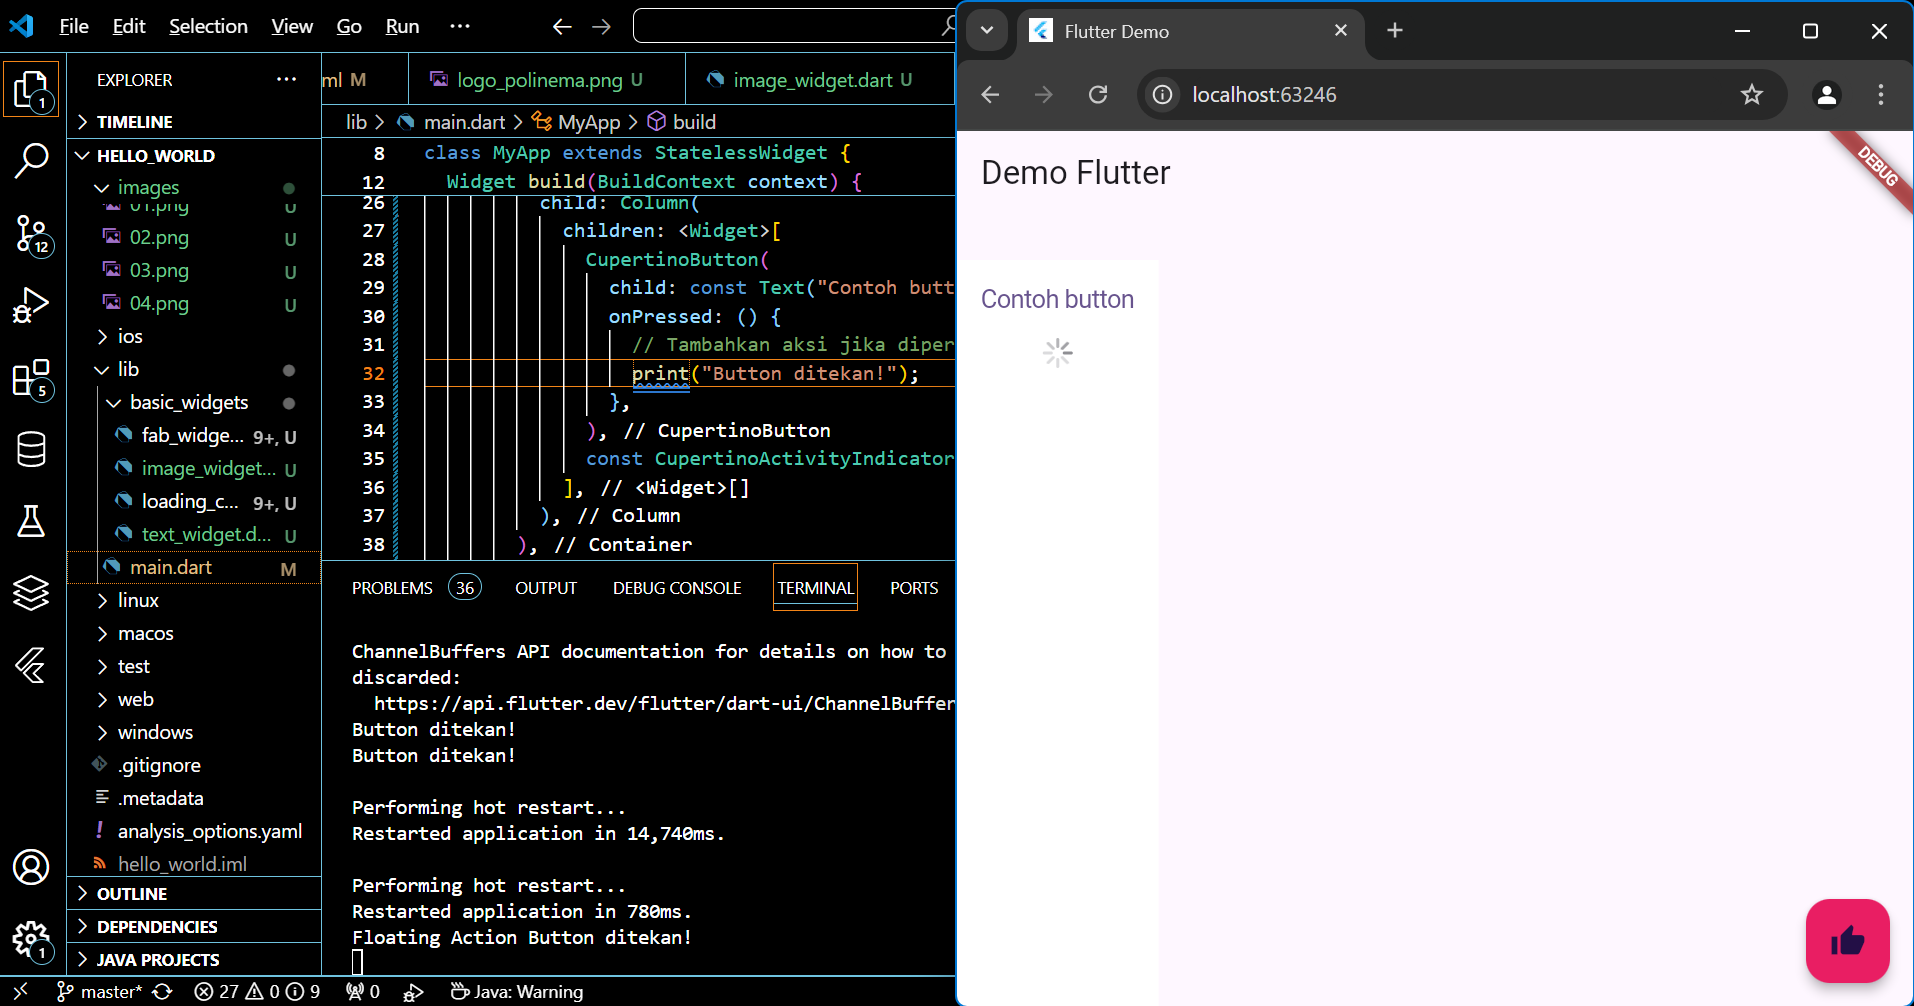 File Edit Selection View Go Run ...
EXPLORER ...
TIMELINE
HELLO_WORLD
images
01.png U
02.png U
03.png U
04.png U
ios
lib
basic_widgets
fab_widge... 9+, U
image_widget... U
loading_c... 9+, U
text_widget.d... U
main.dart M
linux
macos
test
web
windows
.gitignore
.metadata
analysis_options.yaml
hello_world.iml
OUTLINE
DEPENDENCIES
JAVA PROJECTS
1
12
5
1
ml M
logo_polinema.png U
image_widget.dart U
lib > main.dart > MyApp > build
8 class MyApp extends StatelessWidget {
12 Widget build(BuildContext context) {
26 child: Column(
27 children: <Widget>[
28 CupertinoButton(
29 child: const Text("Contoh butt
30 onPressed: () {
31 // Tambahkan aksi jika diper
32 print("Button ditekan!");
33 },
34 ), // CupertinoButton
35 const CupertinoActivityIndicator
36 ], // <Widget>[]
37 ), // Column
38 ), // Container
PROBLEMS 36 OUTPUT DEBUG CONSOLE TERMINAL PORTS
ChannelBuffers API documentation for details on how to
discarded:
https://api.flutter.dev/flutter/dart-ui/ChannelBuffer
Button ditekan!
Button ditekan!
Performing hot restart...
Restarted application in 14,740ms.
Performing hot restart...
Restarted application in 780ms.
Floating Action Button ditekan!
master* 27 0 9 0 Java: Warning
Flutter Demo
localhost:63246
Demo Flutter
DEBUG
Contoh button